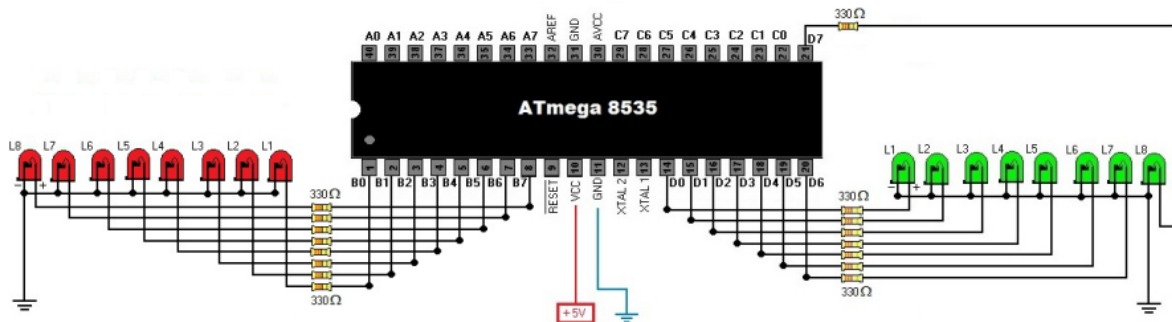 330Ω
A0 A1 A2 A3 A4 A5 A6 A7 AREF GND AVCC C7 C6 C5 C4 C3 C2 C1 C0 D7
40 39 38 37 36 35 34 33 32 31 30 29 28 27 26 25 24 23 22 21
ATmega 8535
L8 L7 L6 L5 L4 L3 L2 L1
L1 L2 L3 L4 L5 L6 L7 L8
1 2 3 4 5 6 7 8 9 10 11 12 13 14 15 16 17 18 19 20
B0 B1 B2 B3 B4 B5 B6 B7 RESET VCC GND XTAL 2 XTAL 1 D0 D1 D2 D3 D4 D5 D6
- +
- +
330Ω
330Ω
330Ω
330Ω
+5V